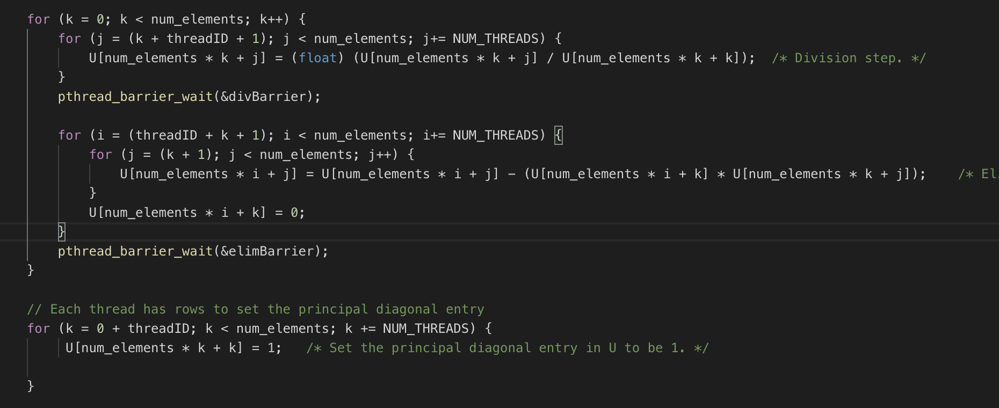 for (k = 0; k < num_elements; k++) {
    for (j = (k + threadID + 1); j < num_elements; j+= NUM_THREADS) {
        U[num_elements * k + j] = (float) (U[num_elements * k + j] / U[num_elements * k + k]);  /* Division step. */
    }
    pthread_barrier_wait(&divBarrier);

    for (i = (threadID + k + 1); i < num_elements; i+= NUM_THREADS) {
        for (j = (k + 1); j < num_elements; j++) {
            U[num_elements * i + j] = U[num_elements * i + j] - (U[num_elements * i + k] * U[num_elements * k + j]);    /*
        }
        U[num_elements * i + k] = 0;
    }
    pthread_barrier_wait(&elimBarrier);
}

// Each thread has rows to set the principal diagonal entry
for (k = 0 + threadID; k < num_elements; k += NUM_THREADS) {
     U[num_elements * k + k] = 1;   /* Set the principal diagonal entry in U to be 1. */

}